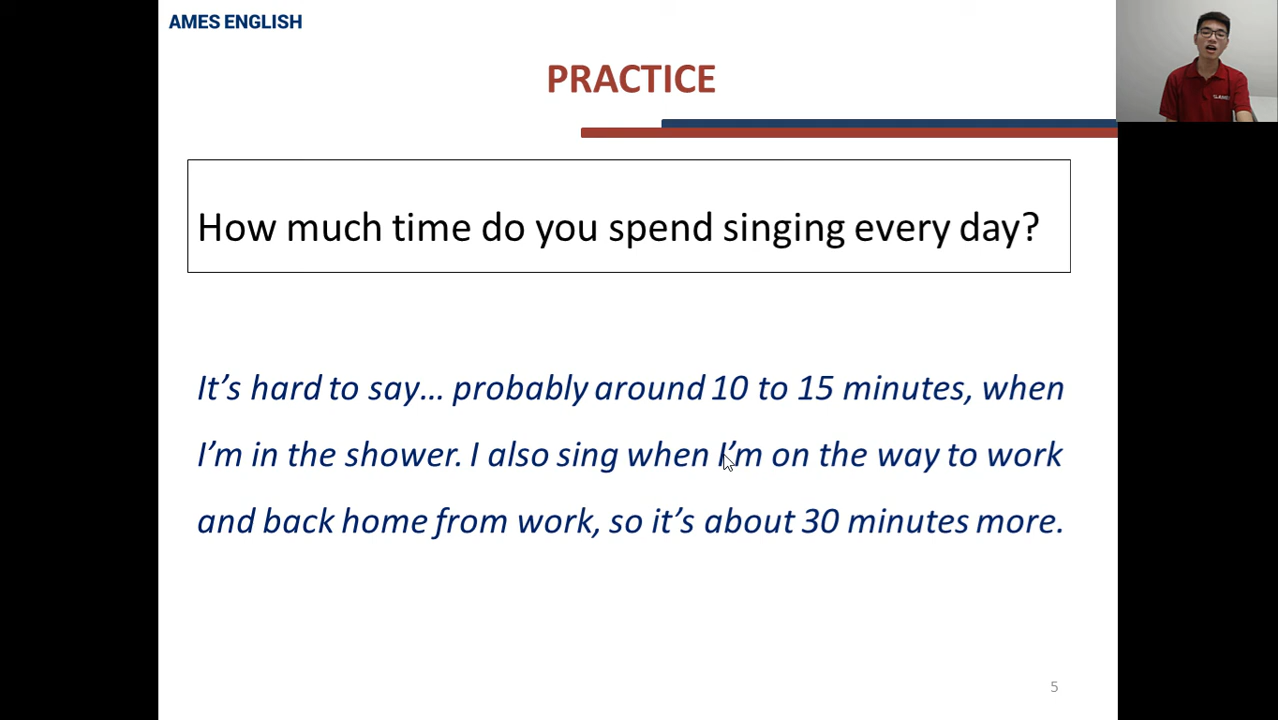 AMES ENGLISH
PRACTICE
How much time do you spend singing every day?
It’s hard to say… probably around 10 to 15 minutes, when
I’m in the shower. I also sing when I’m on the way to work
and back home from work, so it’s about 30 minutes more.
5